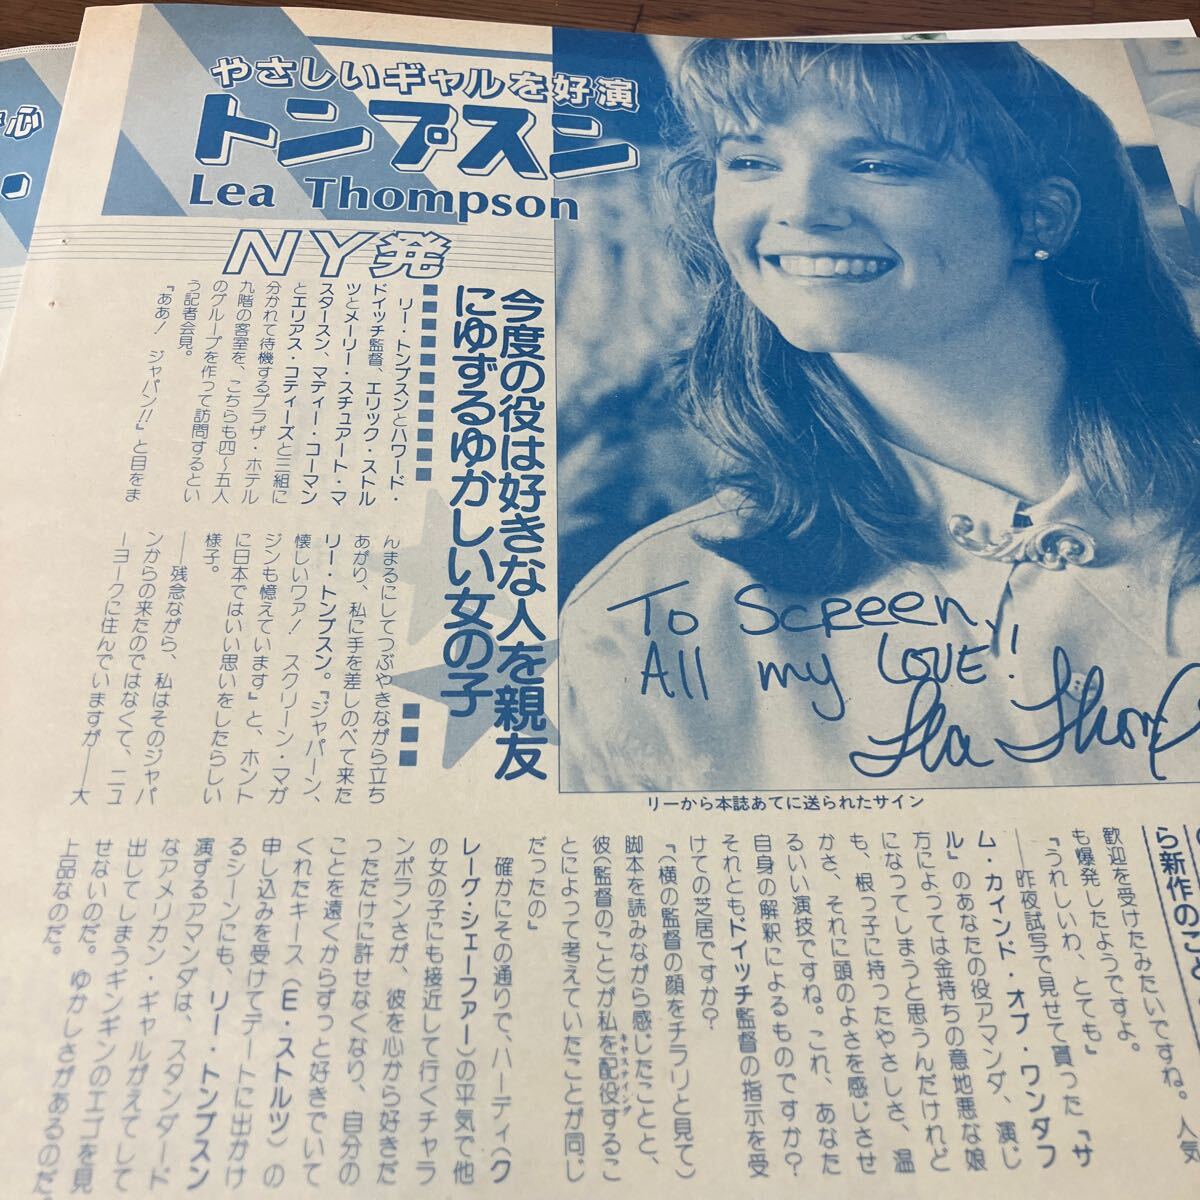 やさしいギャルを好演
トンプスン
Lea Thompson
NY発
今度の役は好きな人を親友
にゆずるゆかしい女の子
リー・トンプスンとハワード・
ドイッチ監督、エリック・ストル
ツとメーリー・スチュアート・マ
スタースン、マディー・コーマン
とエリアス・コティーズと三組に
分かれて待機するプラザ・ホテル
九階の客室を、こちらも四〜五人
のグループを作って訪問するとい
う記者会見。
『ああ！　ジャパン!!』と目をま
んまるにしてつぶやきながら立ち
あがり、私に手を差しのべて来た
リー・トンプスン。『ジャパーン、
懐しいワァ！　スクリーン・マガ
ジンも憶えています』と、ホント
に日本ではいい思いをしたらしい
様子。
――残念ながら、私はそのジャパ
ンからの来たのではなくて、ニュ
ーヨークに住んでいますが――大
To Screen,
All my LOVE!
Lea Thomp
リーから本誌あてに送られたサイン
ら新作のこと
歓迎を受けたみたいですね。人気
も爆発したようですよ。
『うれしいわ、とても』
――昨夜試写で見せて貰った『サ
ム・カインド・オブ・ワンダフ
ル』のあなたの役アマンダ、演じ
方によっては金持ちの意地悪な娘
になってしまうと思うんだけれど
も、根っ子に持ったやさしさ、温
かさ、それに頭のよさを感じさせ
るいい演技ですね。これ、あなた
自身の解釈によるものですか？
それともドイッチ監督の指示を受
けての芝居ですか？
『（横の監督の顔をチラリと見て）
脚本を読みながら感じたことと、
彼（監督のこと）が私を配役するこ
キャスティング
とによって考えていたことが同じ
だったの』
確かにその通りで、ハーディ（ク
レーグ・シェーファー）の平気で他
の女の子にも接近して行くチャラ
ンポランさが、彼を心から好きだ
っただけに許せなくなり、自分の
ことを遠くからずっと好きでいて
くれたキース（E・ストルツ）の
申し込みを受けてデートに出かけ
るシーンにも、リー・トンプスン
演ずるアマンダは、スタンダード
なアメリカン・ギャルがえてして
出してしまうギンギンのエゴを見
せないのだ。ゆかしさがあるのだ。
上品なのだ。
心